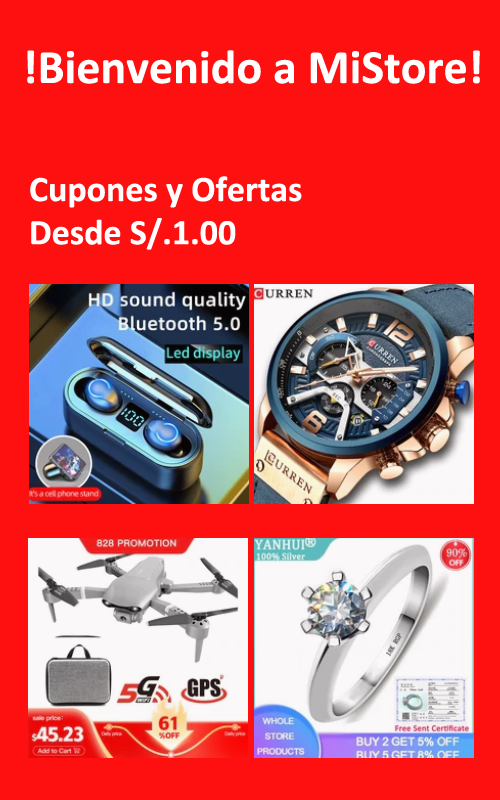 !Bienvenido a MiStore!
Cupones y Ofertas
Desde S/.1.00
HD sound quality
Bluetooth 5.0
Led display
100
It's a cell phone stand
CURREN
CURREN
CURREN
828 PROMOTION
5G
WIFI
GPS
sale price:
$45.23
Add to Cart
Daily price
61
%OFF
Daily price
YANHUI®
100% Silver
90%
OFF
18K RGP
Free Sent Certificate
WHOLE
STORE
PRODUCTS
BUY 2 GET 5% OFF
BUY 5 GET 8% OFF